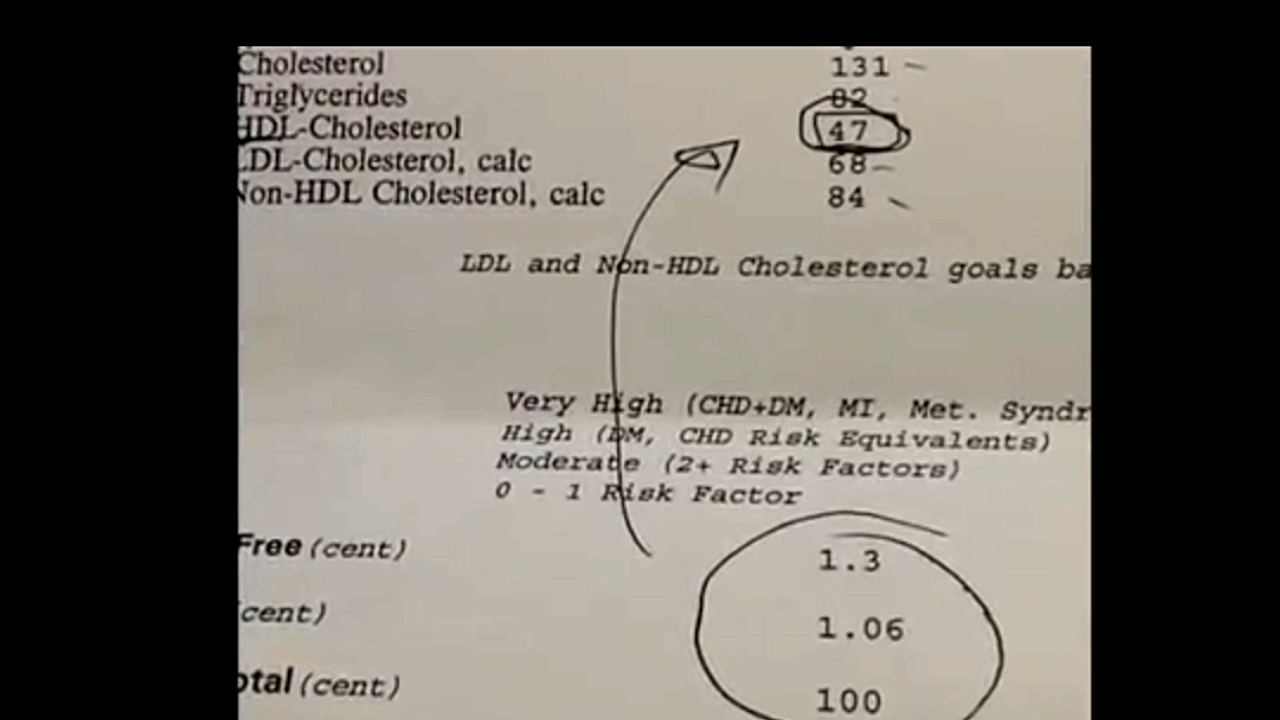 Cholesterol 131
Triglycerides 82
HDL-Cholesterol 47
LDL-Cholesterol, calc 68
Non-HDL Cholesterol, calc 84
LDL and Non-HDL Cholesterol goals ba
Very High (CHD+DM, MI, Met. Syndr
High (DM, CHD Risk Equivalents)
Moderate (2+ Risk Factors)
0 - 1 Risk Factor
Free (cent) 1.3
cent) 1.06
otal (cent) 100